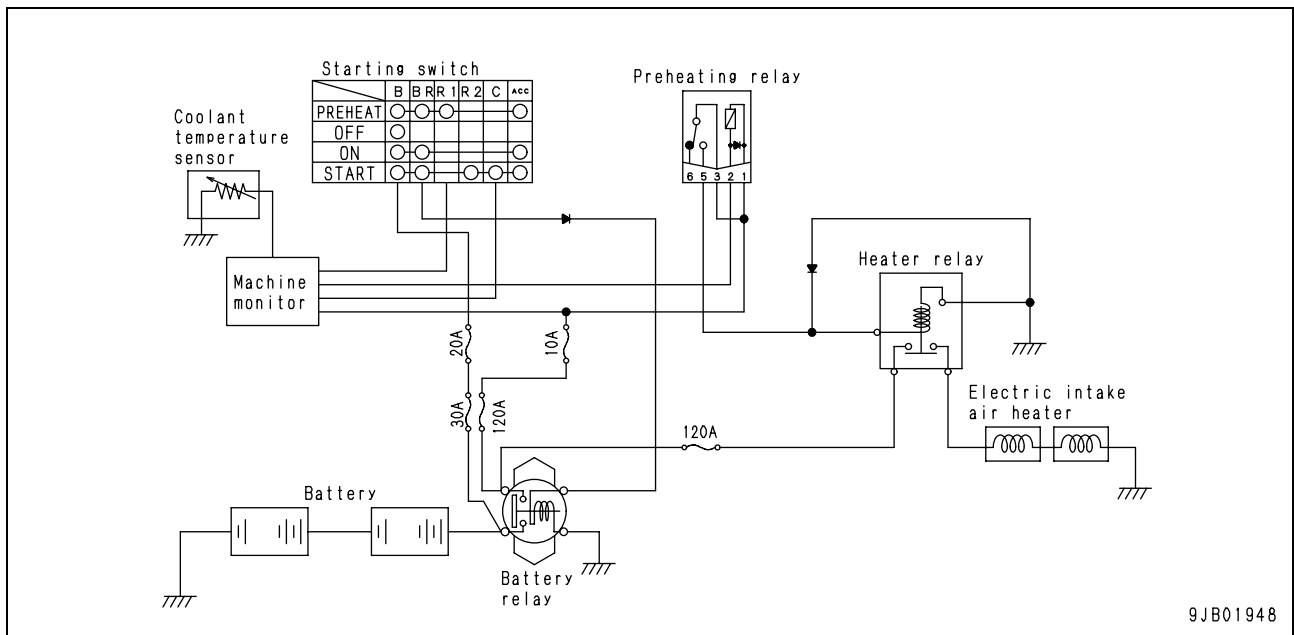 Starting switch
B BR R1 R2 C ACC
PREHEAT
OFF
ON
START
Coolant
temperature
sensor
Preheating relay
6 5 3 2 1
Machine
monitor
Heater relay
20A
10A
30A
120A
Electric intake
air heater
120A
Battery
Battery
relay
9JB01948